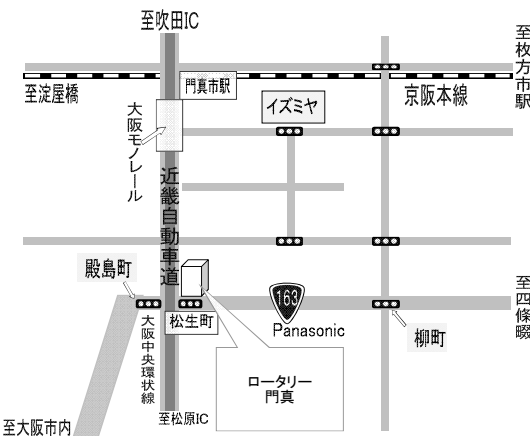 至吹田IC
至枚方市駅
門真市駅
至淀屋橋
京阪本線
イズミヤ
大阪モノレール
近畿自動車道
殿島町
163
至四條畷
松生町
Panasonic
柳町
大阪中央環状線
ロータリー
門真
至松原IC
至大阪市内